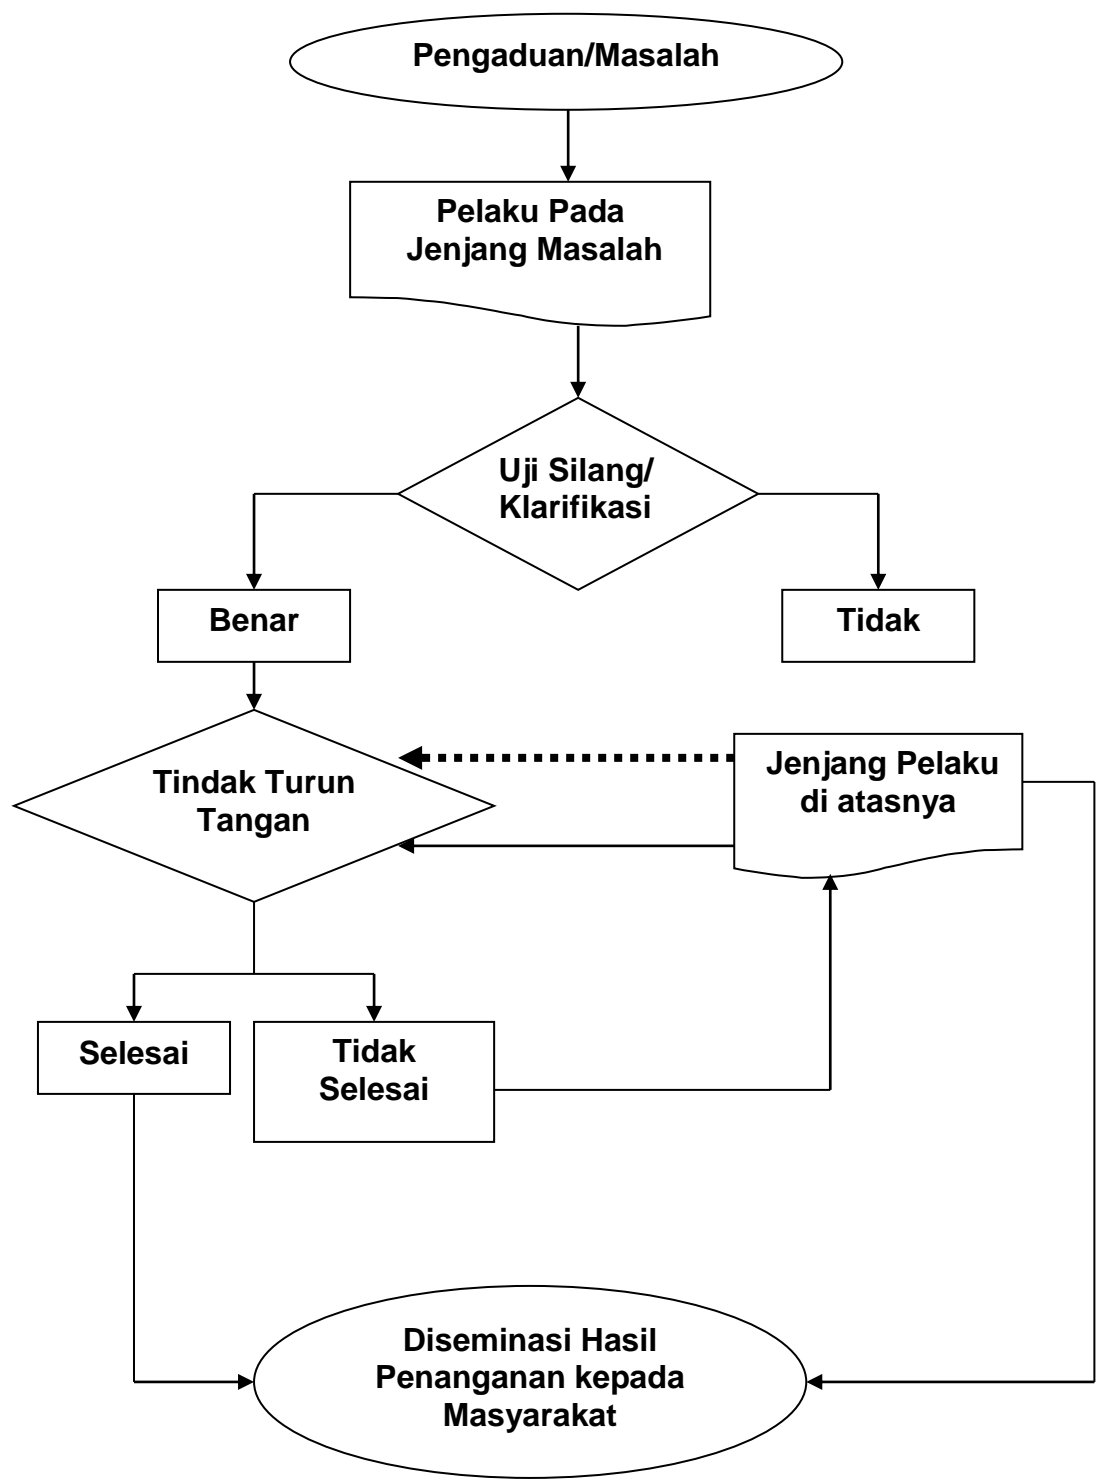 Pengaduan/Masalah
Pelaku Pada
Jenjang Masalah
Uji Silang/
Klarifikasi
Benar
Tidak
Tindak Turun
Tangan
Jenjang Pelaku
di atasnya
Selesai
Tidak
Selesai
Diseminasi Hasil
Penanganan kepada
Masyarakat